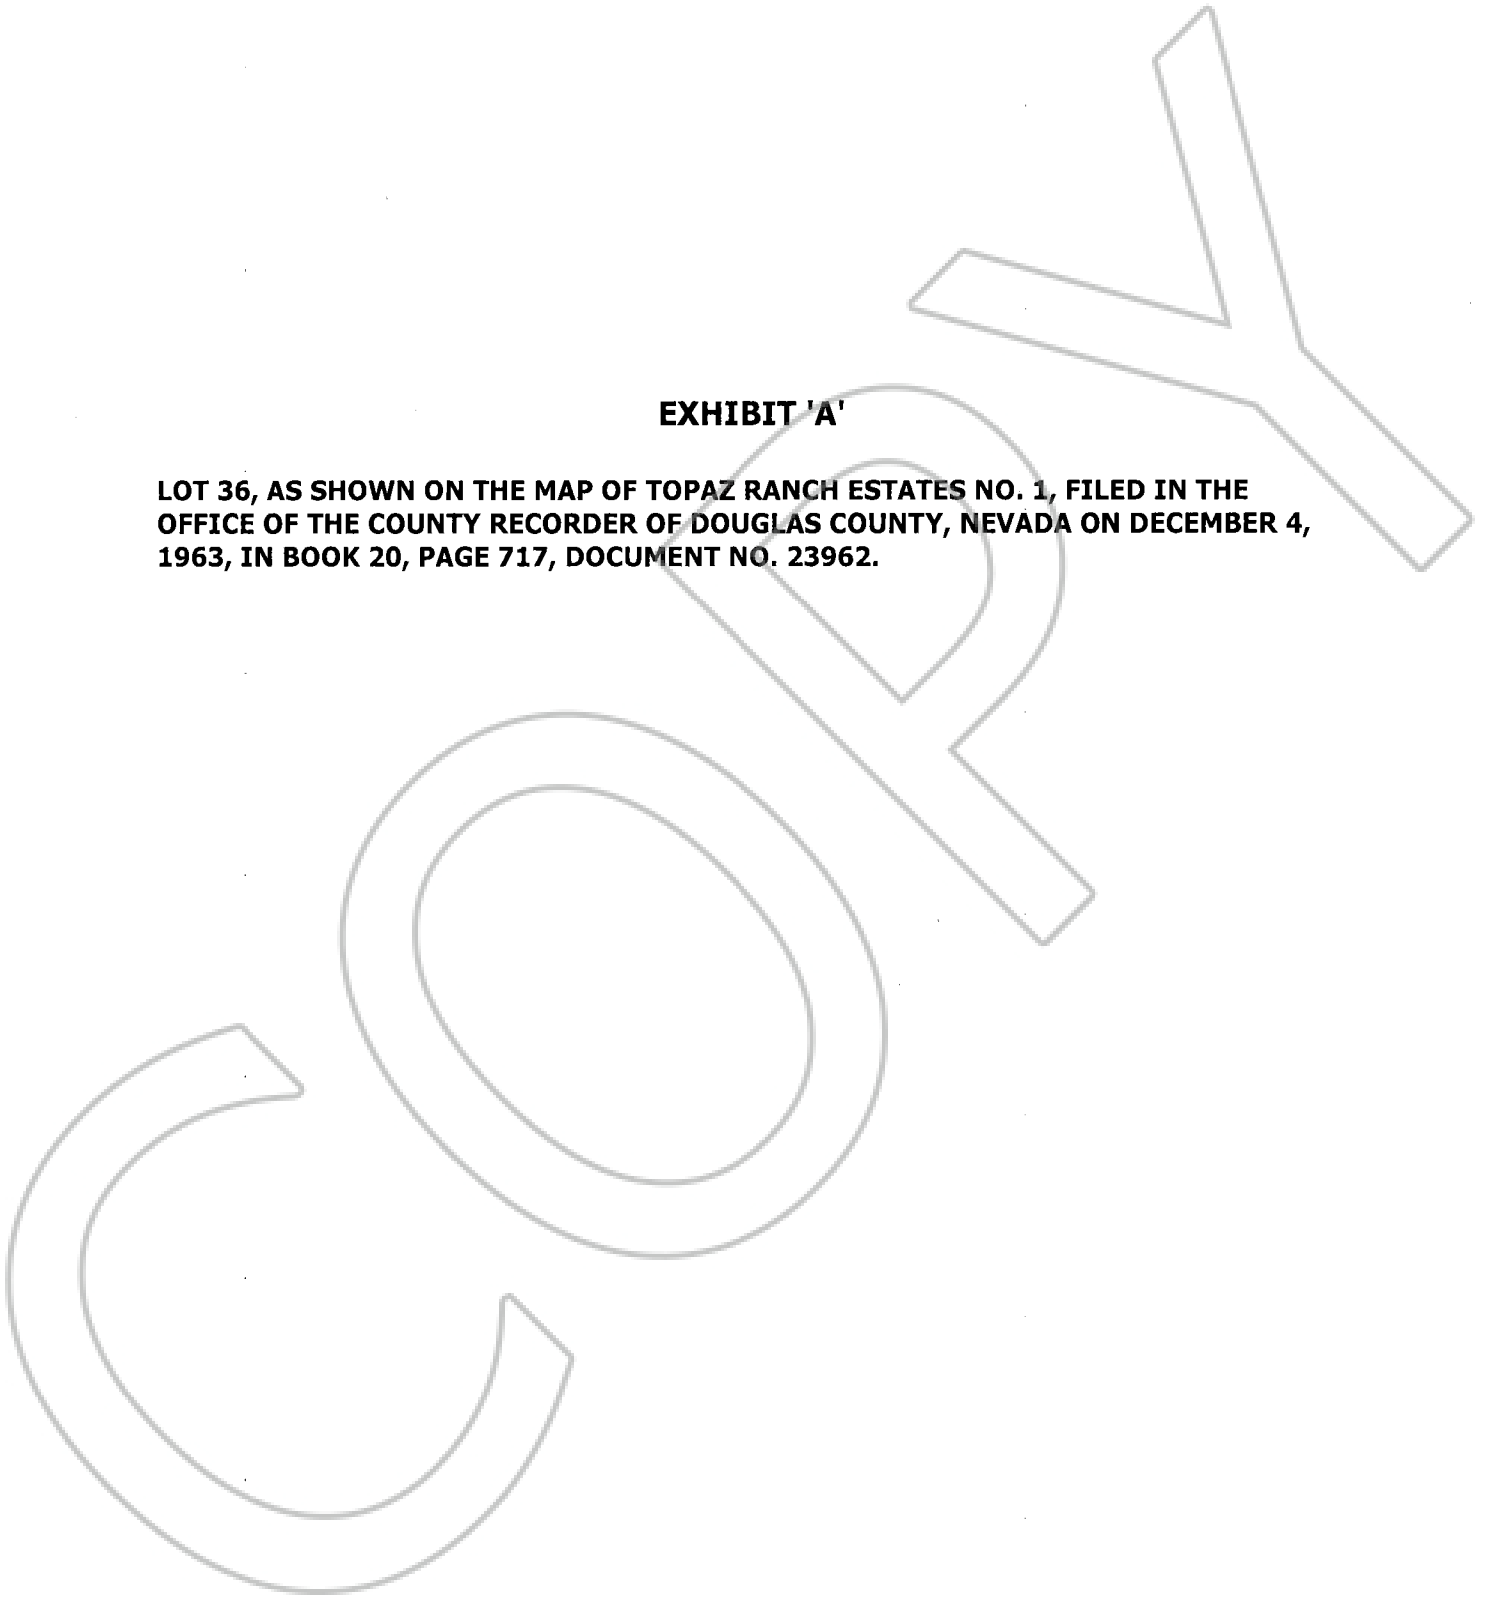 EXHIBIT 'A'
LOT 36, AS SHOWN ON THE MAP OF TOPAZ RANCH ESTATES NO. 1, FILED IN THE
OFFICE OF THE COUNTY RECORDER OF DOUGLAS COUNTY, NEVADA ON DECEMBER 4,
1963, IN BOOK 20, PAGE 717, DOCUMENT NO. 23962.
COPY